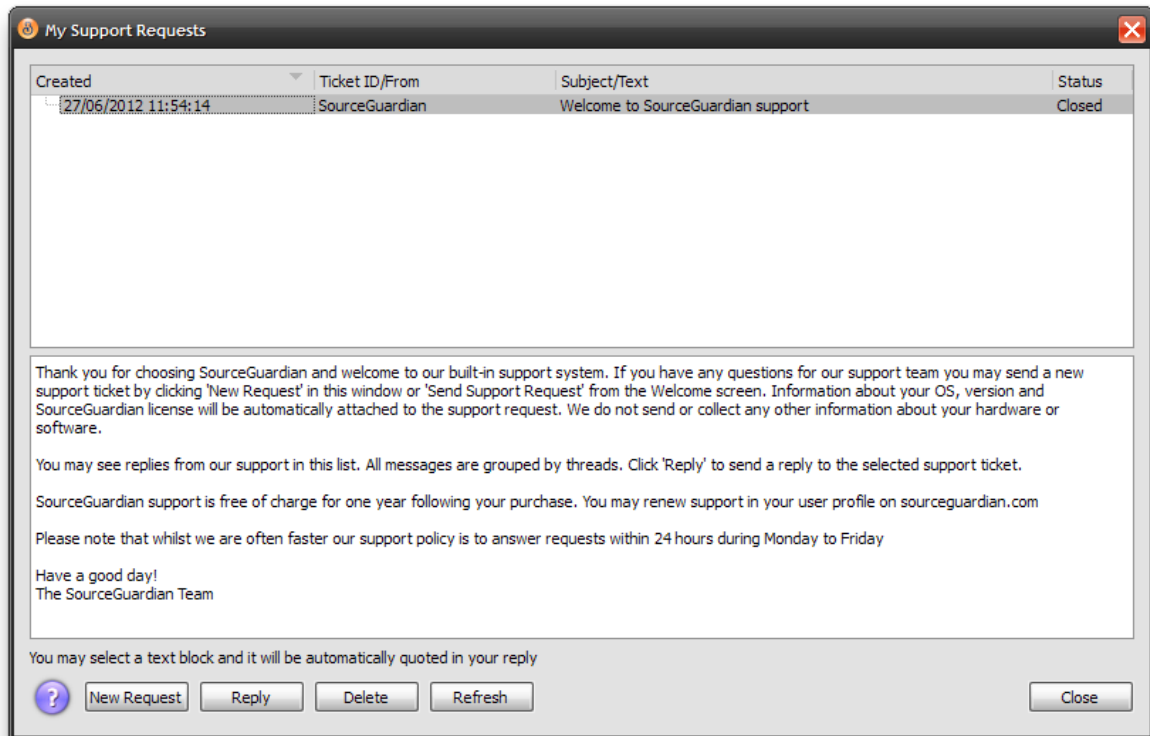 My Support Requests
Created Ticket ID/From Subject/Text Status
27/06/2012 11:54:14 SourceGuardian Welcome to SourceGuardian support Closed
Thank you for choosing SourceGuardian and welcome to our built-in support system. If you have any questions for our support team you may send a new
support ticket by clicking 'New Request' in this window or 'Send Support Request' from the Welcome screen. Information about your OS, version and
SourceGuardian license will be automatically attached to the support request. We do not send or collect any other information about your hardware or
software.
You may see replies from our support in this list. All messages are grouped by threads. Click 'Reply' to send a reply to the selected support ticket.
SourceGuardian support is free of charge for one year following your purchase. You may renew support in your user profile on sourceguardian.com
Please note that whilst we are often faster our support policy is to answer requests within 24 hours during Monday to Friday
Have a good day!
The SourceGuardian Team
You may select a text block and it will be automatically quoted in your reply
? New Request Reply Delete Refresh Close